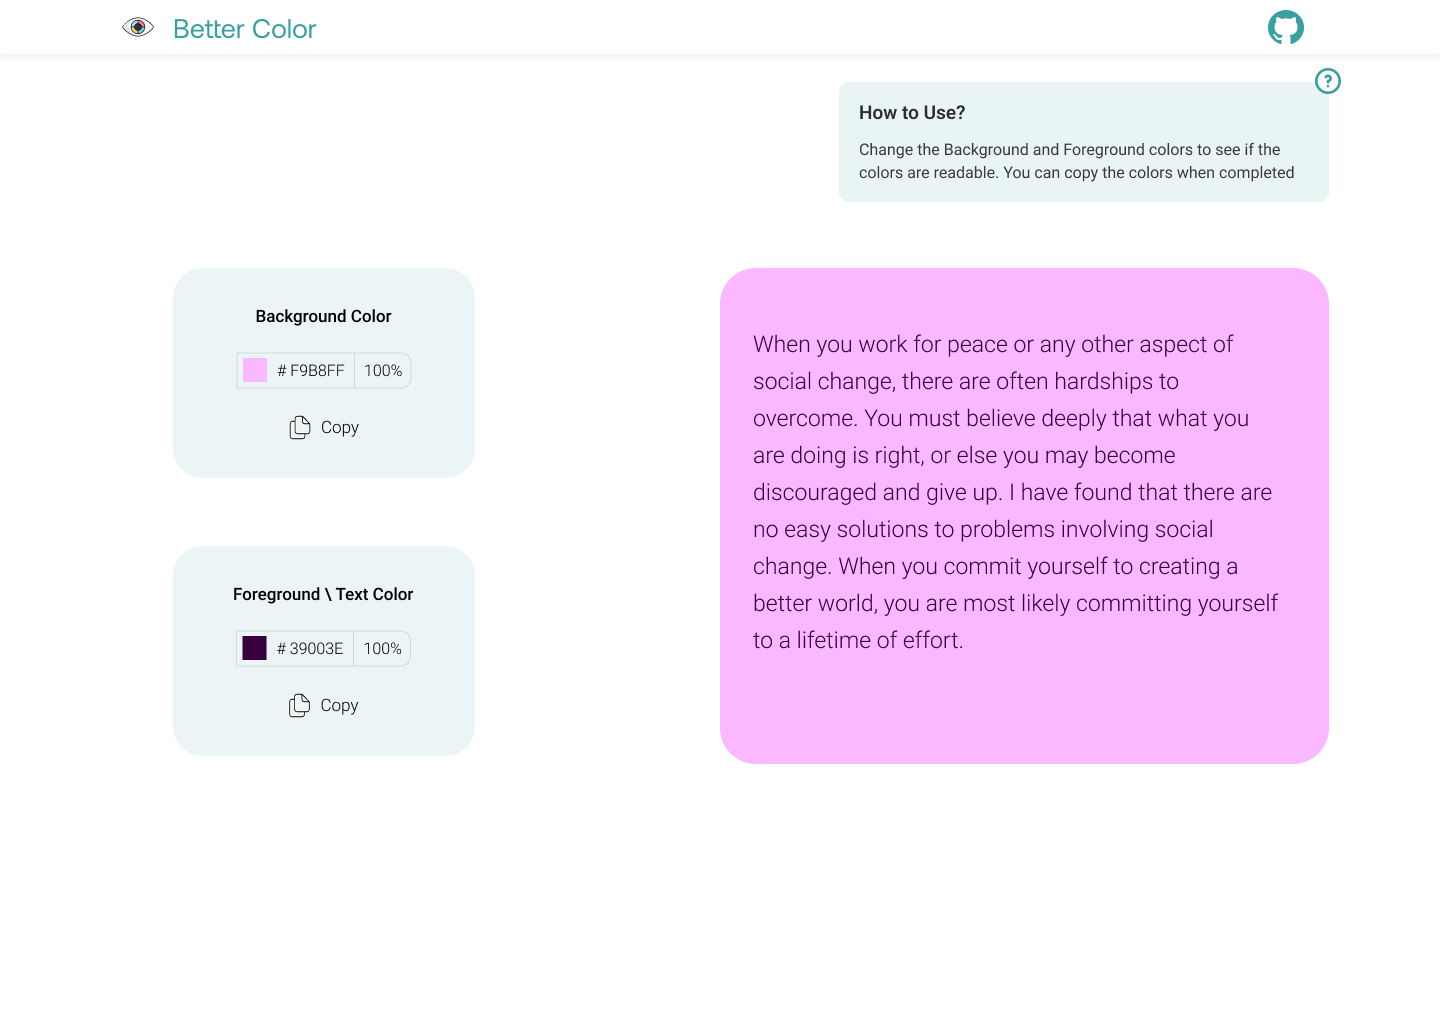 Better Color
How to Use?
Change the Background and Foreground colors to see if the
colors are readable. You can copy the colors when completed
Background Color
# F9B8FF 100%
Copy
Foreground \ Text Color
# 39003E 100%
Copy
When you work for peace or any other aspect of
social change, there are often hardships to
overcome. You must believe deeply that what you
are doing is right, or else you may become
discouraged and give up. I have found that there are
no easy solutions to problems involving social
change. When you commit yourself to creating a
better world, you are most likely committing yourself
to a lifetime of effort.